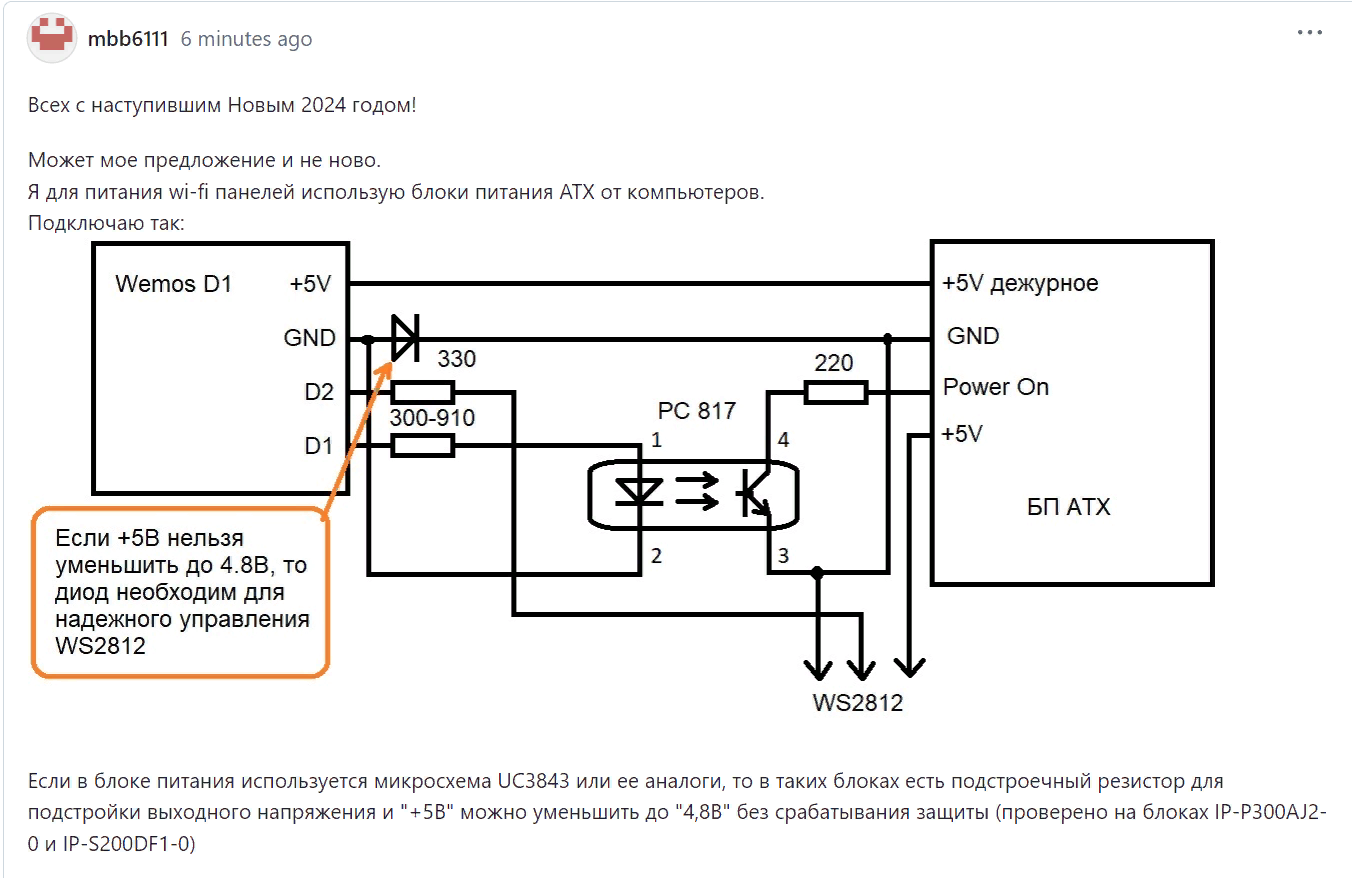 mbb6111 6 minutes ago
Всех с наступившим Новым 2024 годом!
Может мое предложение и не ново.
Я для питания wi-fi панелей использую блоки питания ATX от компьютеров.
Подключаю так:
Wemos D1
+5V
GND
D2
D1
330
300-910
PC 817
1
2
4
3
220
+5V дежурное
GND
Power On
+5V
БП ATX
Если +5В нельзя
уменьшить до 4.8В, то
диод необходим для
надежного управления
WS2812
WS2812
Если в блоке питания используется микросхема UC3843 или ее аналоги, то в таких блоках есть подстроечный резистор для
подстройки выходного напряжения и "+5В" можно уменьшить до "4,8В" без срабатывания защиты (проверено на блоках IP-P300AJ2-
0 и IP-S200DF1-0)